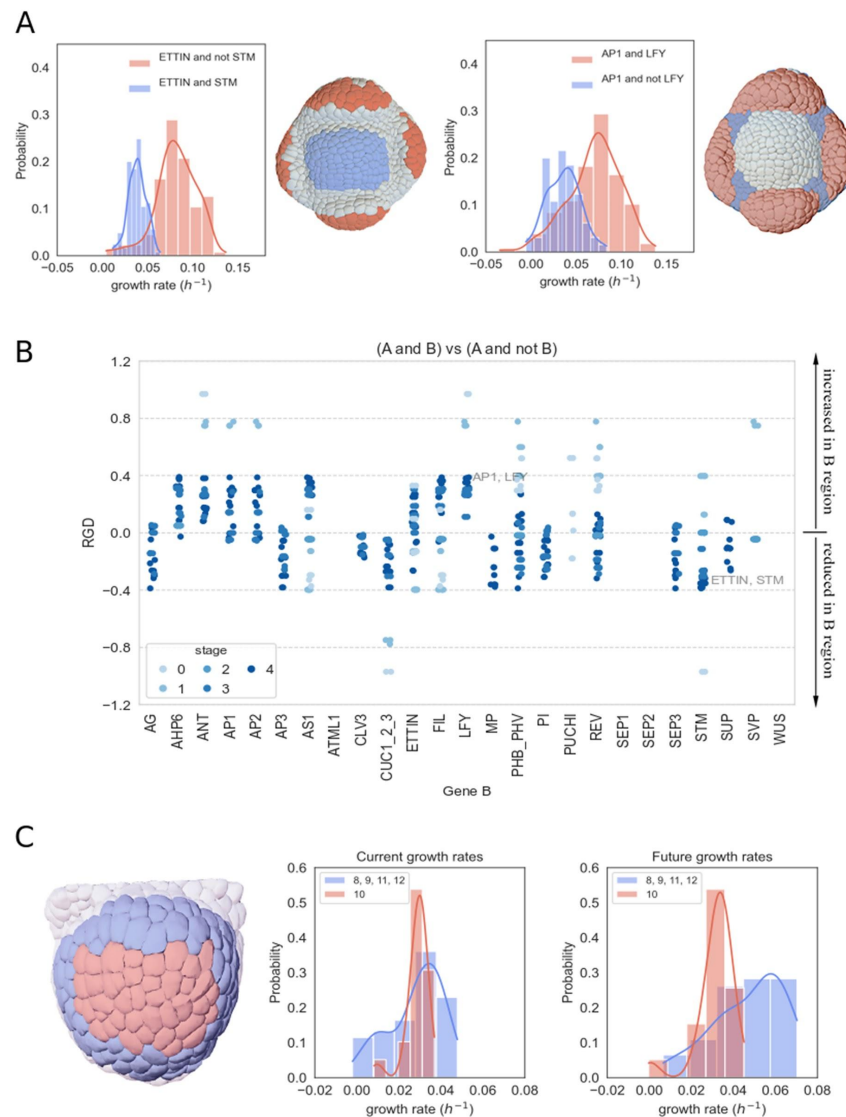 A
ETTIN and not STM
ETTIN and STM
0.4
0.3
0.2
0.1
0.0
Probability
−0.05 0.00 0.05 0.10 0.15
growth rate (h⁻¹)
AP1 and LFY
AP1 and not LFY
0.4
0.3
0.2
0.1
0.0
Probability
−0.05 0.00 0.05 0.10 0.15
growth rate (h⁻¹)
B
(A and B) vs (A and not B)
1.2
0.8
0.4
0.0
−0.4
−0.8
−1.2
RGD
AP1, LFY
ETTIN, STM
increased in B region
reduced in B region
stage
0 2 4
1 3
AG AHP6 ANT AP1 AP2 AP3 AS1 ATML1 CLV3 CUC1_2_3 ETTIN FIL LFY MP PHB_PHV PI PUCHI REV SEP1 SEP2 SEP3 STM SUP SVP WUS
Gene B
C
Current growth rates
8, 9, 11, 12
10
0.6
0.5
0.4
0.3
0.2
0.1
0.0
Probability
−0.02 0.00 0.02 0.04 0.06 0.08
growth rate (h⁻¹)
Future growth rates
8, 9, 11, 12
10
0.6
0.5
0.4
0.3
0.2
0.1
0.0
Probability
−0.02 0.00 0.02 0.04 0.06 0.08
growth rate (h⁻¹)